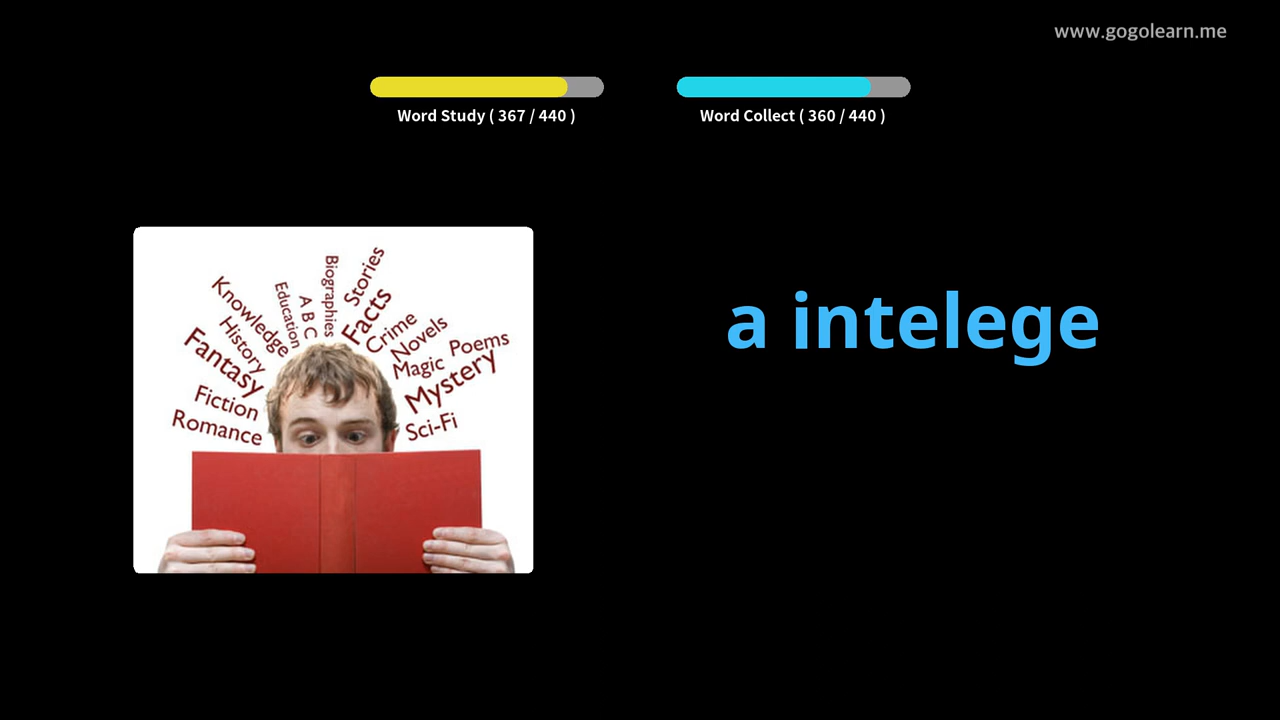 www.gogolearn.me
Word Study ( 367 / 440 )
Word Collect ( 360 / 440 )
a intelege
Knowledge
History
Fantasy
Fiction
Romance
Education
A B C
Biographies
Stories
Facts
Crime
Novels
Magic
Poems
Mystery
Sci-Fi